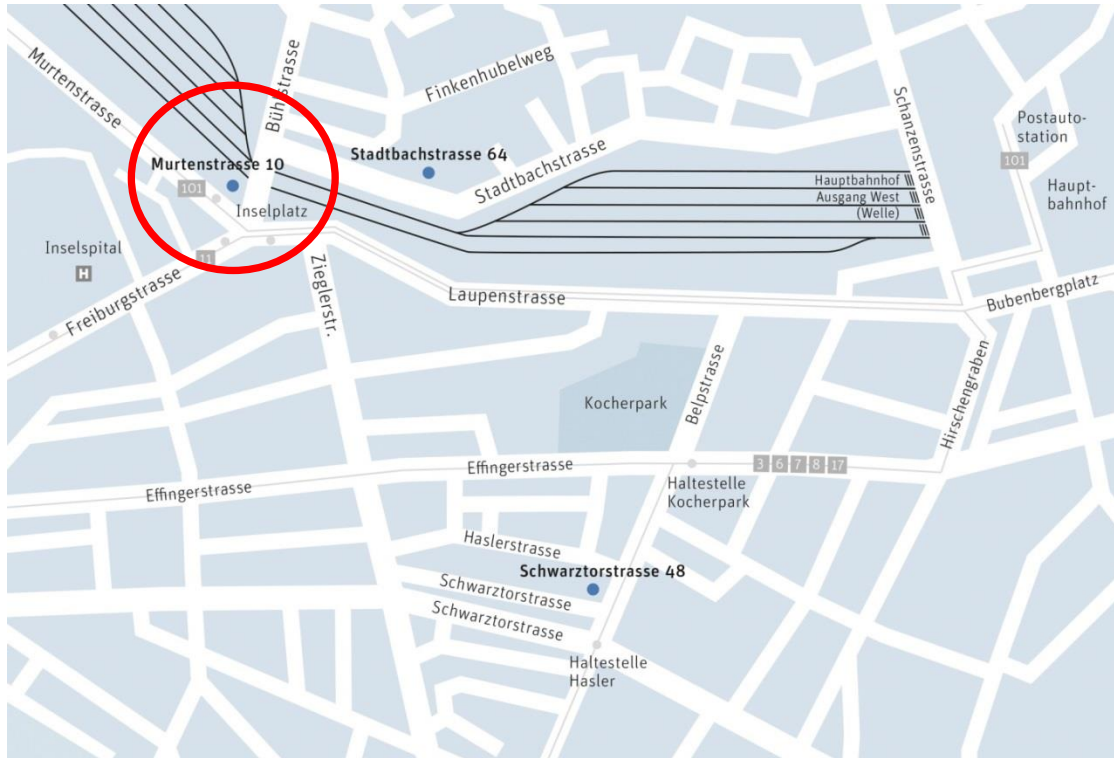 Murtenstrasse
Bühlstrasse
Finkenhubelweg
Schanzenstrasse
Postauto-
station
101
Haupt-
bahnhof
Murtenstrasse 10
101
Stadtbachstrasse 64
Stadtbachstrasse
Hauptbahnhof
Ausgang West
(Welle)
Inselplatz
Inselspital
H
11
Freiburgstrasse
Zieglerstr.
Laupenstrasse
Bubenbergplatz
Hirschengraben
Kocherpark
Belpstrasse
Effingerstrasse
Effingerstrasse
3 6 7 8 17
Haltestelle
Kocherpark
Haslerstrasse
Schwarztorstrasse 48
Schwarztorstrasse
Schwarztorstrasse
Haltestelle
Hasler